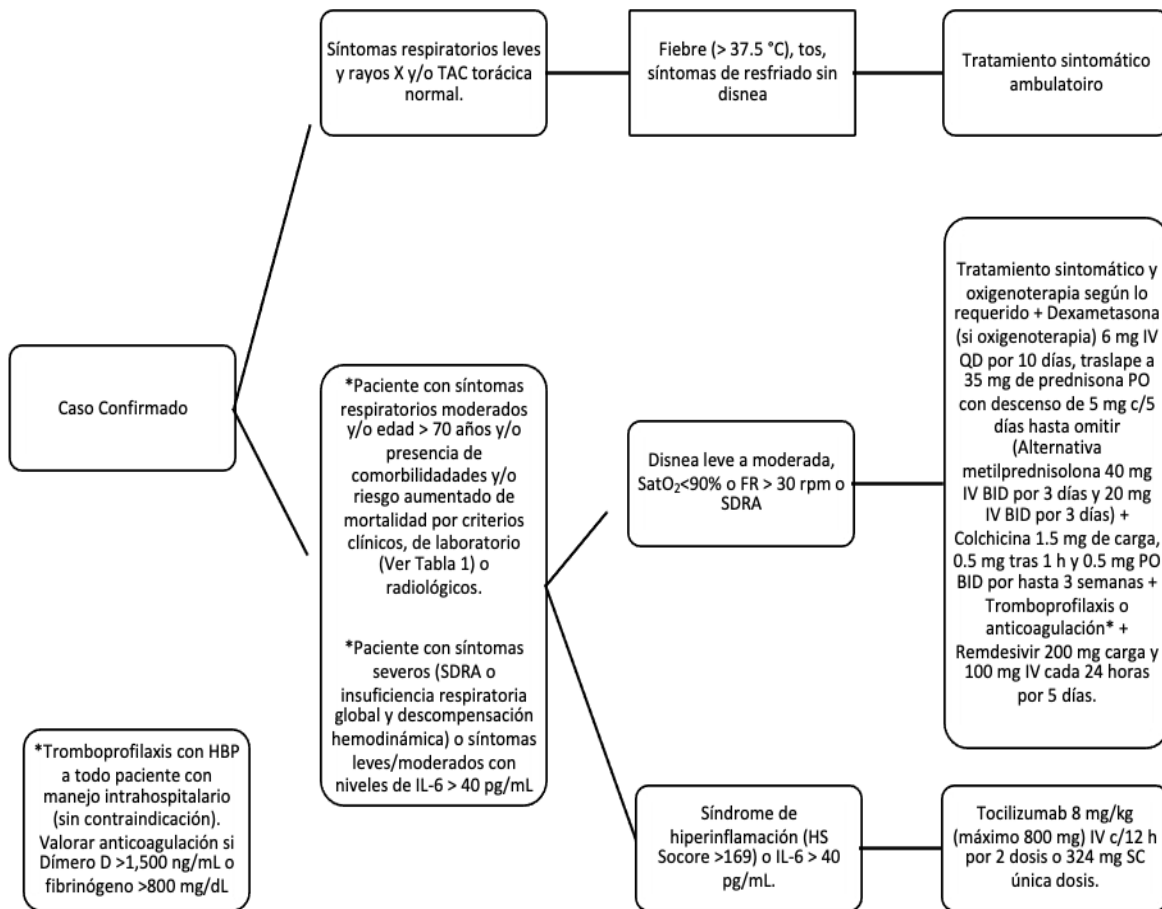 Síntomas respiratorios leves
y rayos X y/o TAC torácica
normal.
Fiebre (> 37.5 °C), tos,
síntomas de resfriado sin
disnea
Tratamiento sintomático
ambulatoiro
Caso Confirmado
*Paciente con síntomas
respiratorios moderados
y/o edad > 70 años y/o
presencia de
comorbilidadades y/o
riesgo aumentado de
mortalidad por criterios
clínicos, de laboratorio
(Ver Tabla 1) o
radiológicos.
*Paciente con síntomas
severos (SDRA o
insuficiencia respiratoria
global y descompensación
hemodinámica) o síntomas
leves/moderados con
niveles de IL-6 > 40 pg/mL
Disnea leve a moderada,
SatO₂<90% o FR > 30 rpm o
SDRA
Tratamiento sintomático y
oxigenoterapia según lo
requerido + Dexametasona
(si oxigenoterapia) 6 mg IV
QD por 10 días, traslape a
35 mg de prednisona PO
con descenso de 5 mg c/5
días hasta omitir
(Alternativa
metilprednisolona 40 mg
IV BID por 3 días y 20 mg
IV BID por 3 días) +
Colchicina 1.5 mg de carga,
0.5 mg tras 1 h y 0.5 mg PO
BID por hasta 3 semanas +
Tromboprofilaxis o
anticoagulación* +
Remdesivir 200 mg carga y
100 mg IV cada 24 horas
por 5 días.
*Tromboprofilaxis con HBP
a todo paciente con
manejo intrahospitalario
(sin contraindicación).
Valorar anticoagulación si
Dímero D >1,500 ng/mL o
fibrinógeno >800 mg/dL
Síndrome de
hiperinflamación (HS
Socore >169) o IL-6 > 40
pg/mL.
Tocilizumab 8 mg/kg
(máximo 800 mg) IV c/12 h
por 2 dosis o 324 mg SC
única dosis.